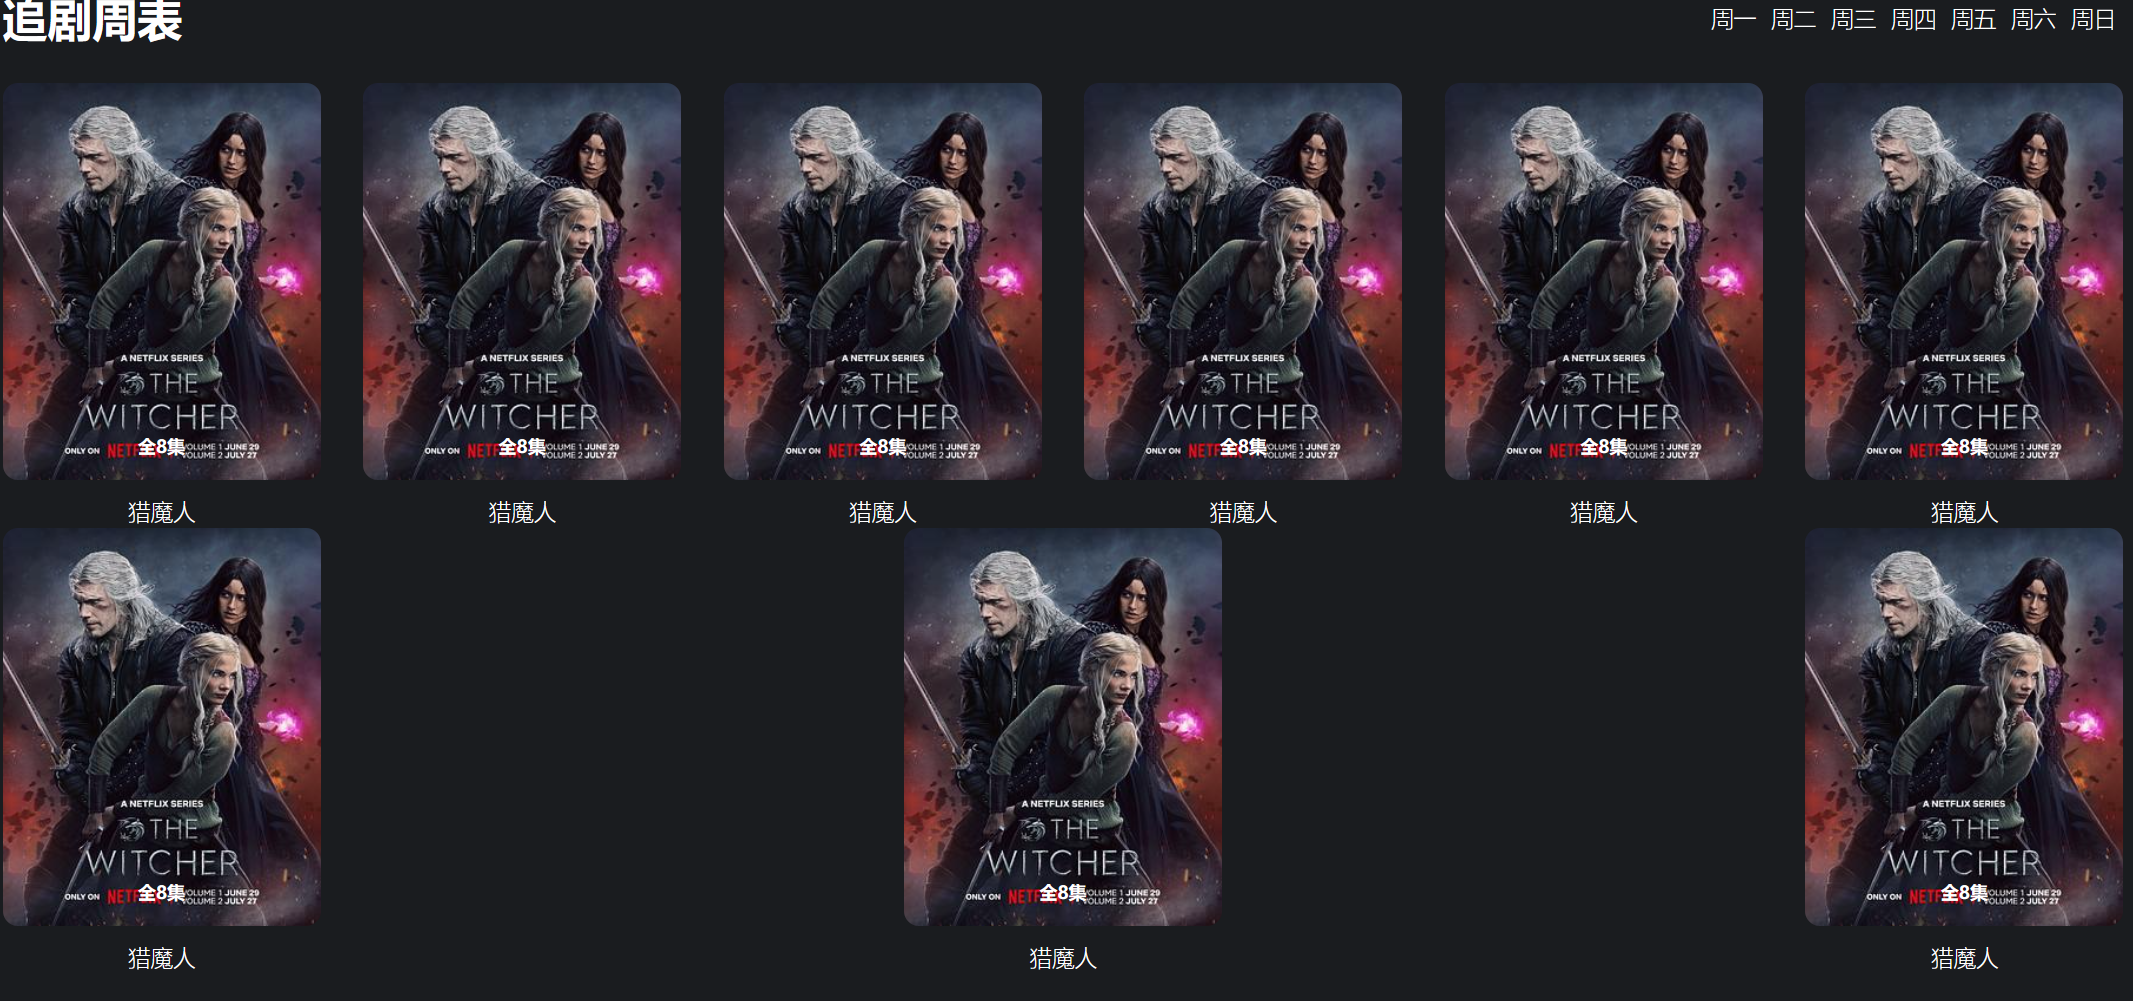 追剧周表
周一 周二 周三 周四 周五 周六 周日
A NETFLIX SERIES
THE
WITCHER
ONLY ON
全8集
VOLUME 1 JUNE 29
VOLUME 2 JULY 27
猎魔人
A NETFLIX SERIES
THE
WITCHER
ONLY ON
全8集
VOLUME 1 JUNE 29
VOLUME 2 JULY 27
猎魔人
A NETFLIX SERIES
THE
WITCHER
ONLY ON
全8集
VOLUME 1 JUNE 29
VOLUME 2 JULY 27
猎魔人
A NETFLIX SERIES
THE
WITCHER
ONLY ON
全8集
VOLUME 1 JUNE 29
VOLUME 2 JULY 27
猎魔人
A NETFLIX SERIES
THE
WITCHER
ONLY ON
全8集
VOLUME 1 JUNE 29
VOLUME 2 JULY 27
猎魔人
A NETFLIX SERIES
THE
WITCHER
ONLY ON
全8集
VOLUME 1 JUNE 29
VOLUME 2 JULY 27
猎魔人
A NETFLIX SERIES
THE
WITCHER
ONLY ON
全8集
VOLUME 1 JUNE 29
VOLUME 2 JULY 27
猎魔人
A NETFLIX SERIES
THE
WITCHER
ONLY ON
全8集
VOLUME 1 JUNE 29
VOLUME 2 JULY 27
猎魔人
A NETFLIX SERIES
THE
WITCHER
ONLY ON
全8集
VOLUME 1 JUNE 29
VOLUME 2 JULY 27
猎魔人